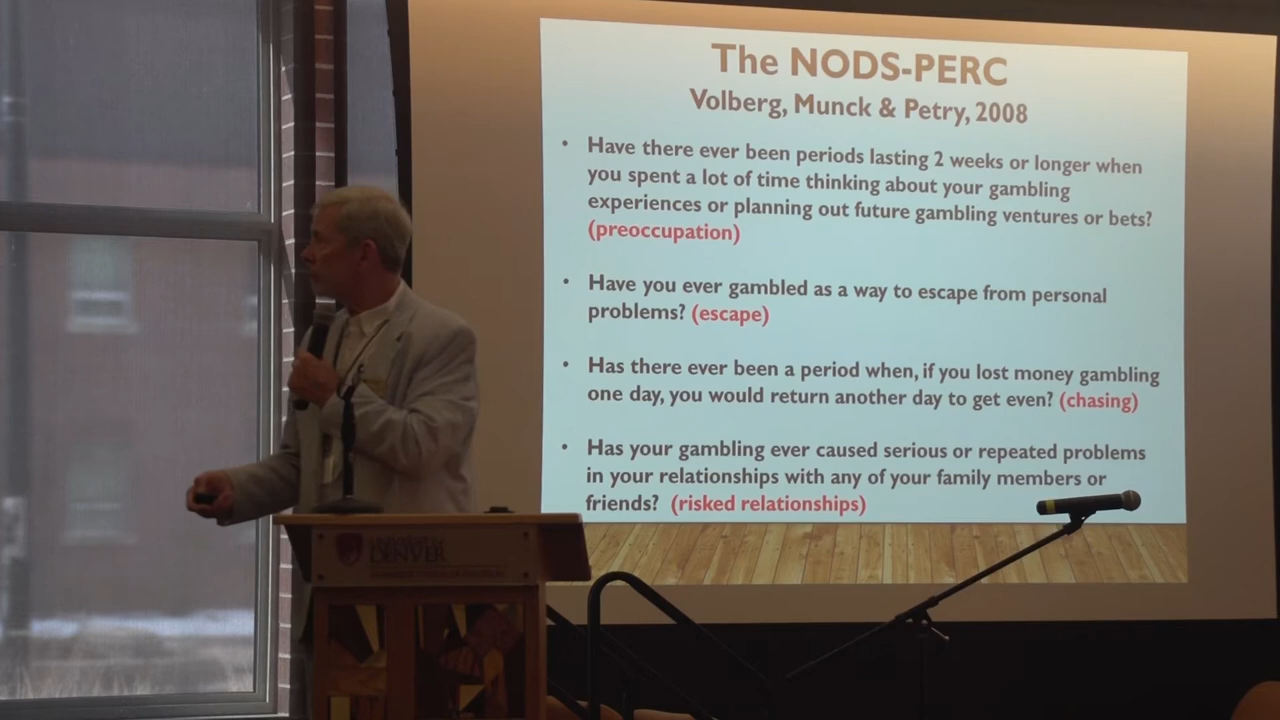 The NODS-PERC
Volberg, Munck & Petry, 2008
• Have there ever been periods lasting 2 weeks or longer when
you spent a lot of time thinking about your gambling
experiences or planning out future gambling ventures or bets?
(preoccupation)
• Have you ever gambled as a way to escape from personal
problems? (escape)
• Has there ever been a period when, if you lost money gambling
one day, you would return another day to get even? (chasing)
• Has your gambling ever caused serious or repeated problems
in your relationships with any of your family members or
friends? (risked relationships)
UNIVERSITY of
DENVER